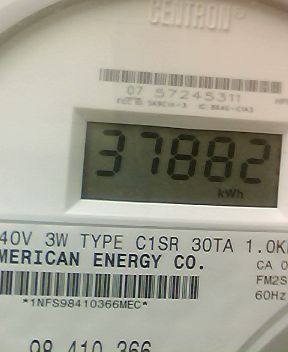 CENTRON®
07 57245311
37882
kWh
40V 3W TYPE C1SR 30TA 1.0K
MERICAN ENERGY CO. CA 0
FM2S
*1NFS98410366MEC* 60Hz
98 410 366